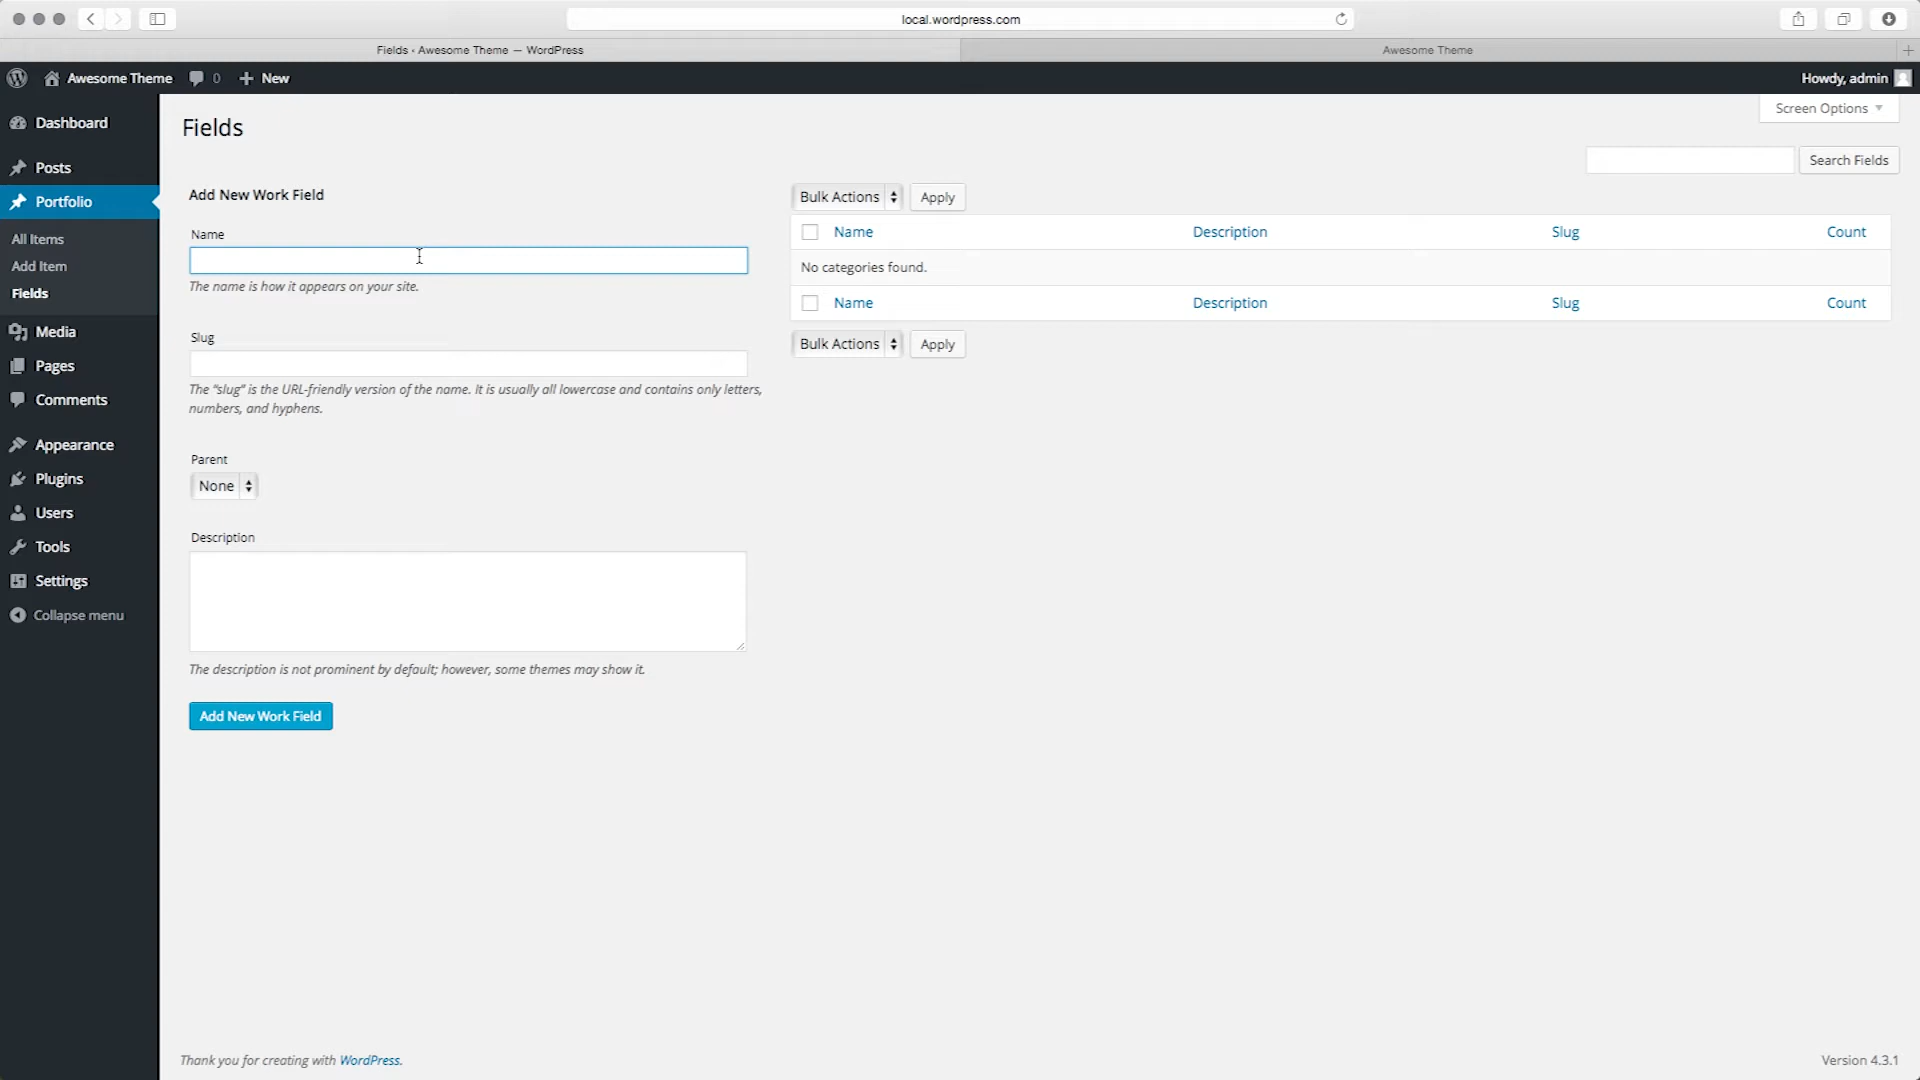 local.wordpress.com
Fields ‹ Awesome Theme — WordPress
Awesome Theme
Awesome Theme
0
New
Howdy, admin
Dashboard
Posts
Portfolio
All Items
Add Item
Fields
Media
Pages
Comments
Appearance
Plugins
Users
Tools
Settings
Collapse menu
Screen Options
Fields
Search Fields
Add New Work Field
Name
The name is how it appears on your site.
Slug
The “slug” is the URL-friendly version of the name. It is usually all lowercase and contains only letters,
numbers, and hyphens.
Parent
None
Description
The description is not prominent by default; however, some themes may show it.
Add New Work Field
Bulk Actions Apply
Name Description Slug Count
No categories found.
Name Description Slug Count
Bulk Actions Apply
Thank you for creating with WordPress.
Version 4.3.1